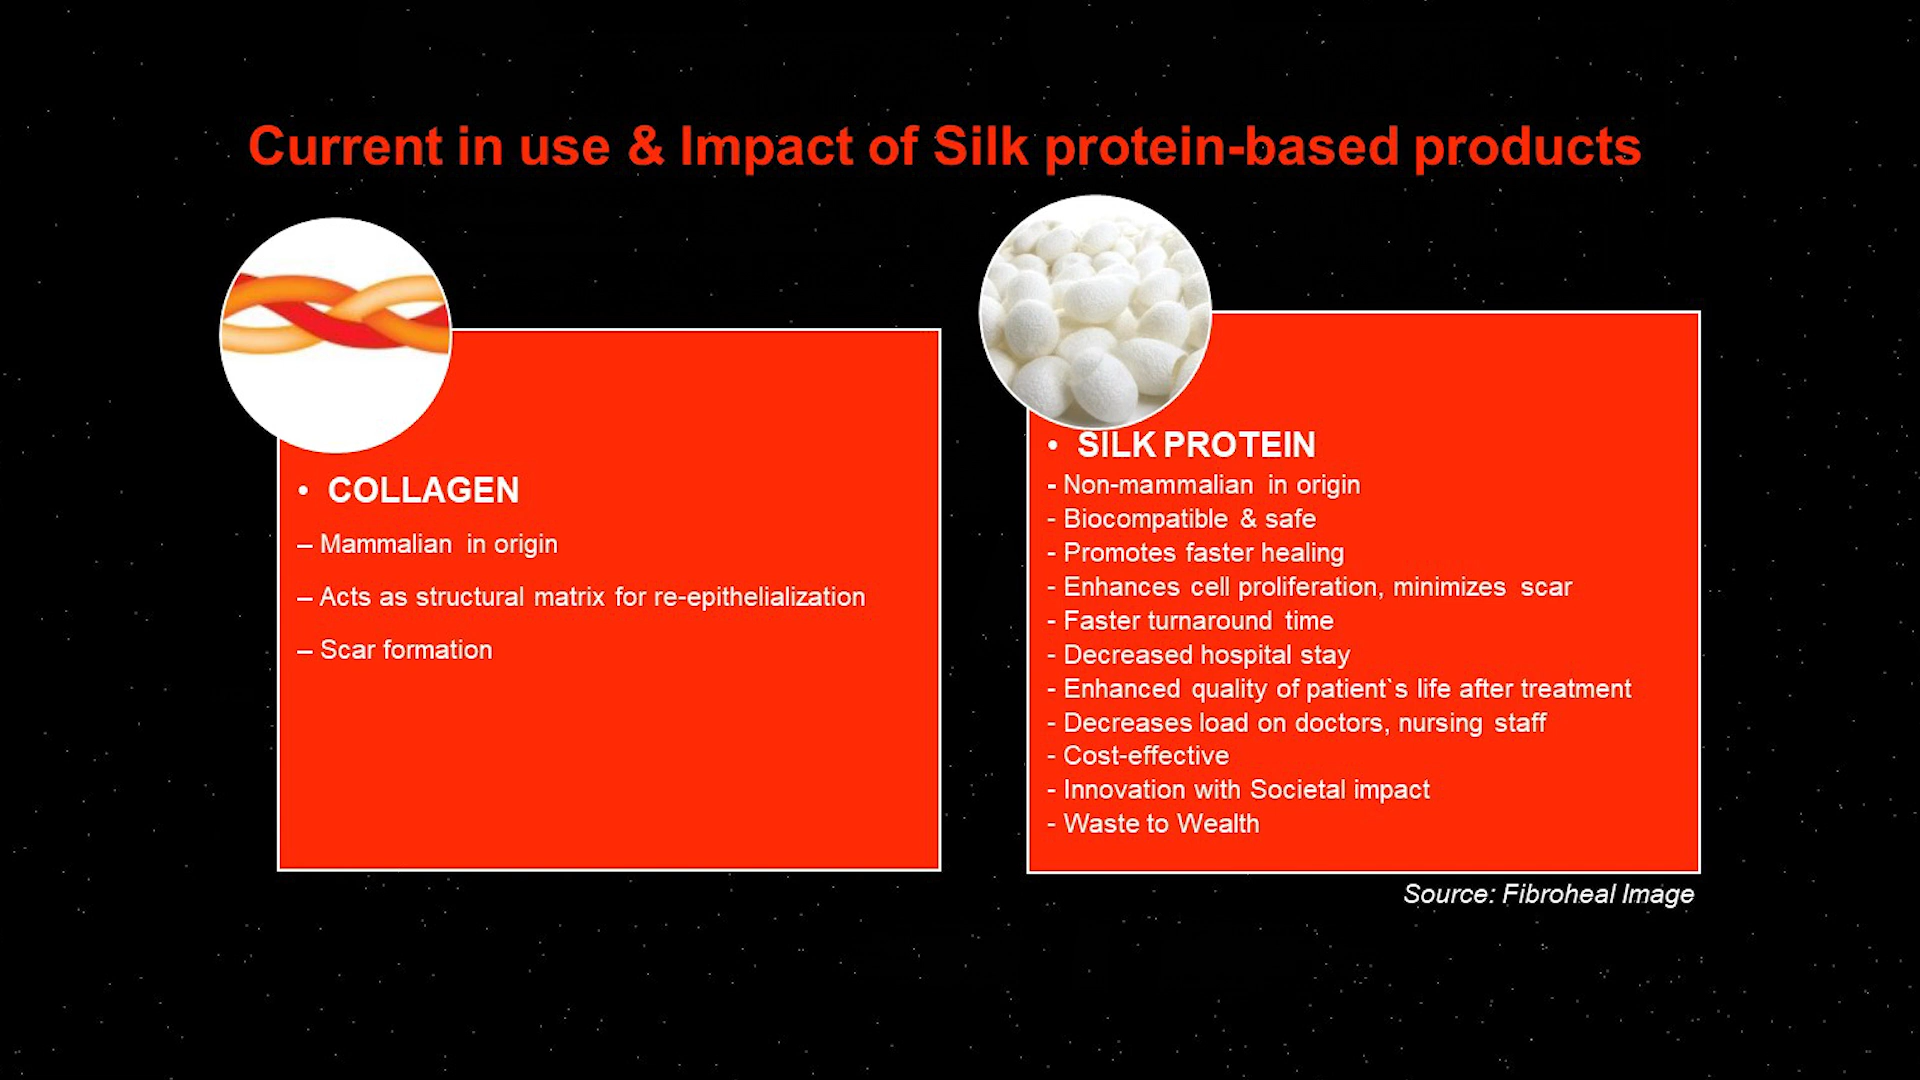 Current in use & Impact of Silk protein-based products
• COLLAGEN
– Mammalian in origin
– Acts as structural matrix for re-epithelialization
– Scar formation
• SILK PROTEIN
- Non-mammalian in origin
- Biocompatible & safe
- Promotes faster healing
- Enhances cell proliferation, minimizes scar
- Faster turnaround time
- Decreased hospital stay
- Enhanced quality of patient`s life after treatment
- Decreases load on doctors, nursing staff
- Cost-effective
- Innovation with Societal impact
- Waste to Wealth
Source: Fibroheal Image